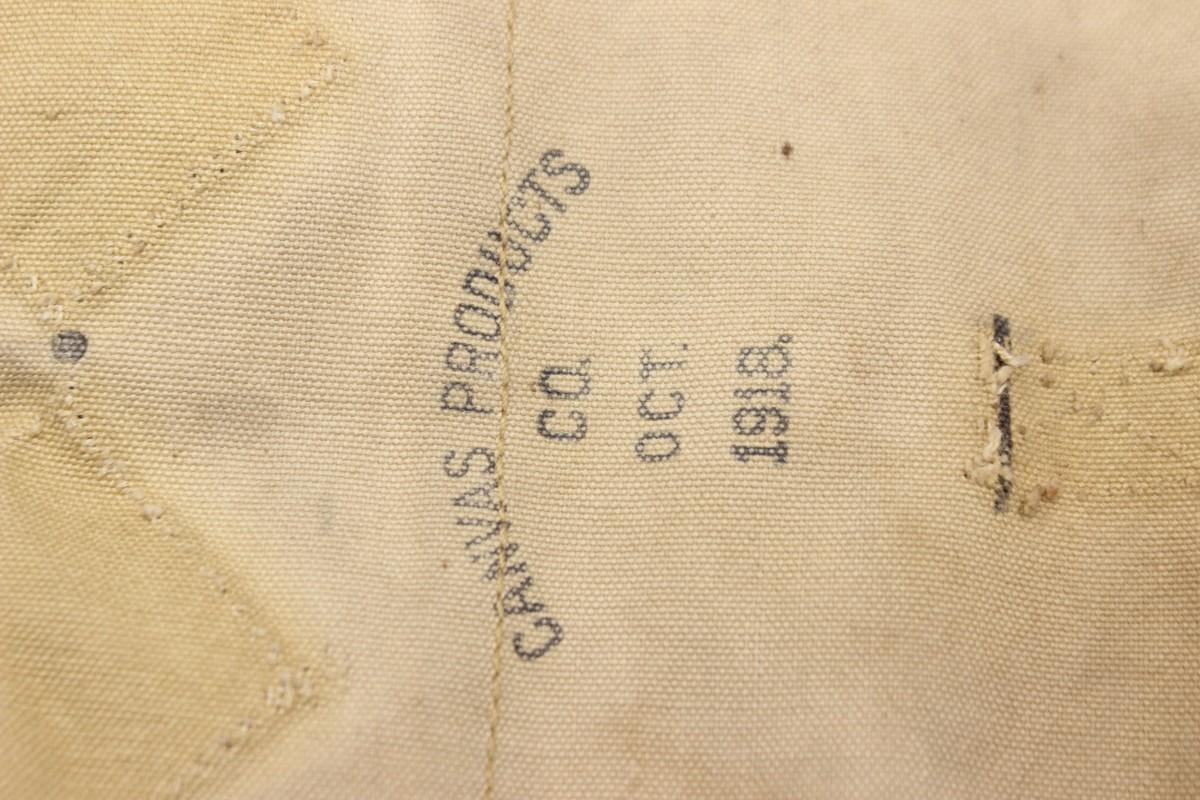 CANVAS PRODUCTS
CO.
OCT.
1918.